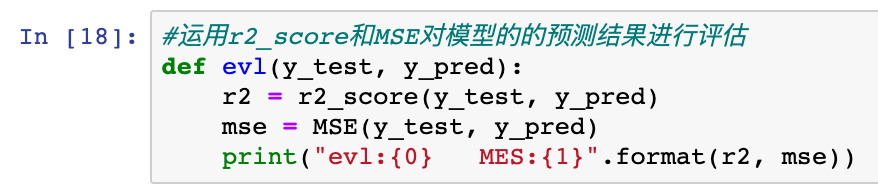 In [18]: #运用r2_score和MSE对模型的的预测结果进行评估
def evl(y_test, y_pred):
    r2 = r2_score(y_test, y_pred)
    mse = MSE(y_test, y_pred)
    print("evl:{0}   MES:{1}".format(r2, mse))